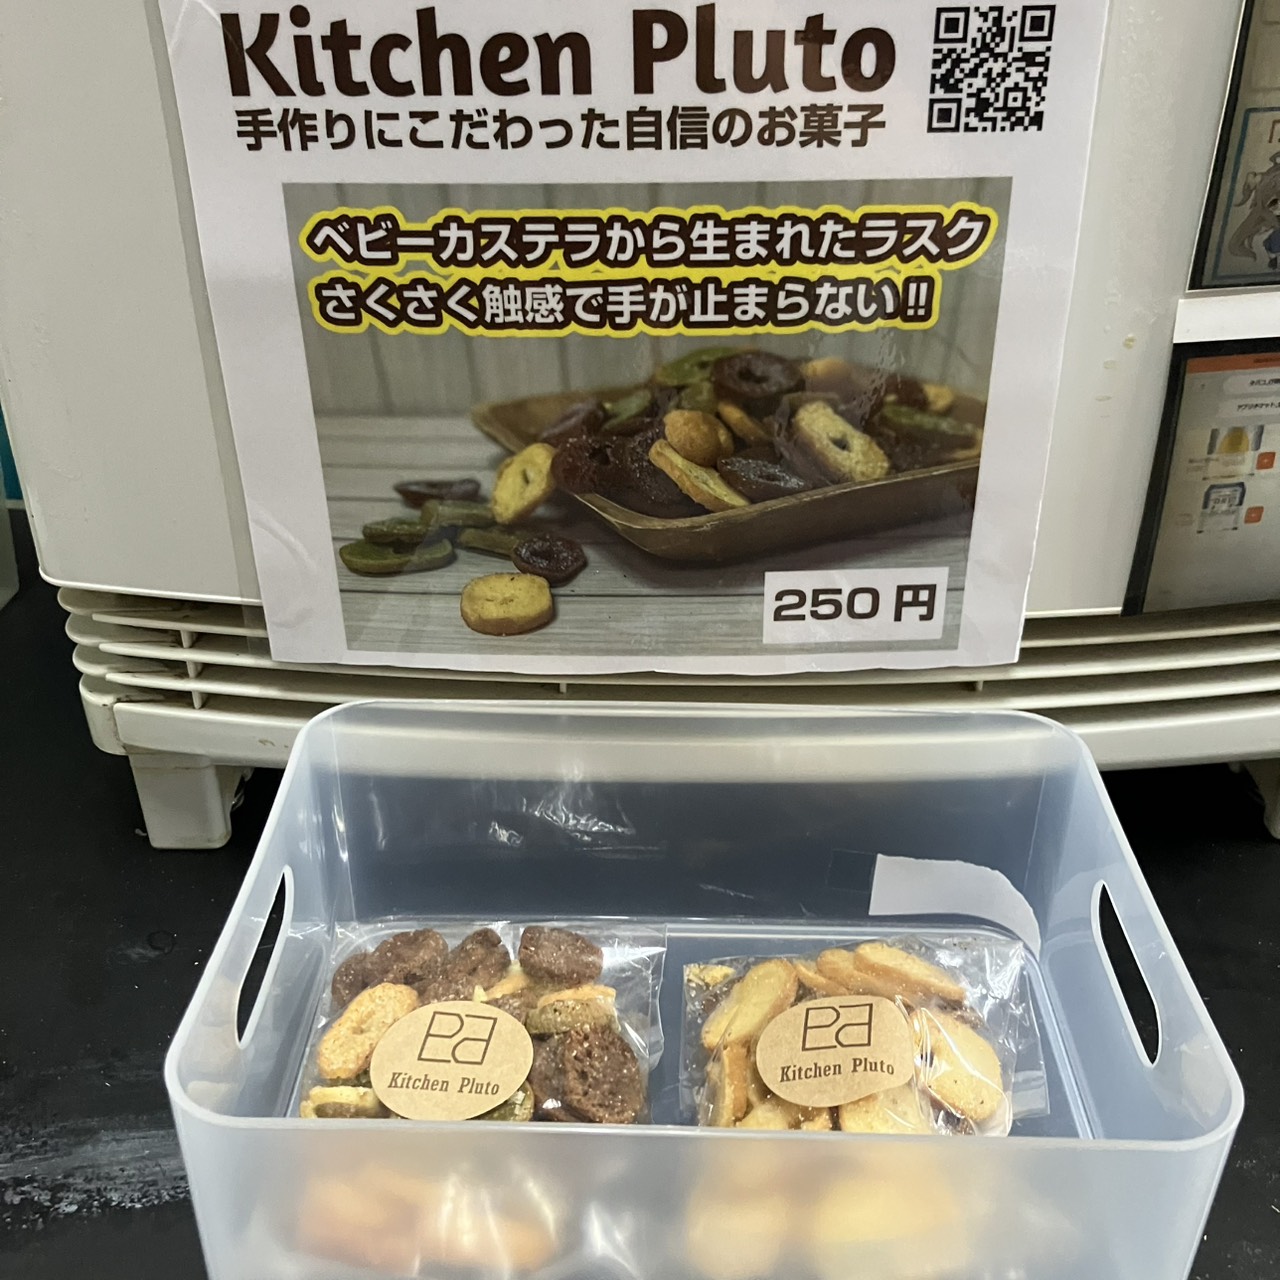 Kitchen Pluto
手作りにこだわった自信のお菓子
ベビーカステラから生まれたラスク
さくさく触感で手が止まらない!!
250円
Kitchen Pluto
Kitchen Pluto